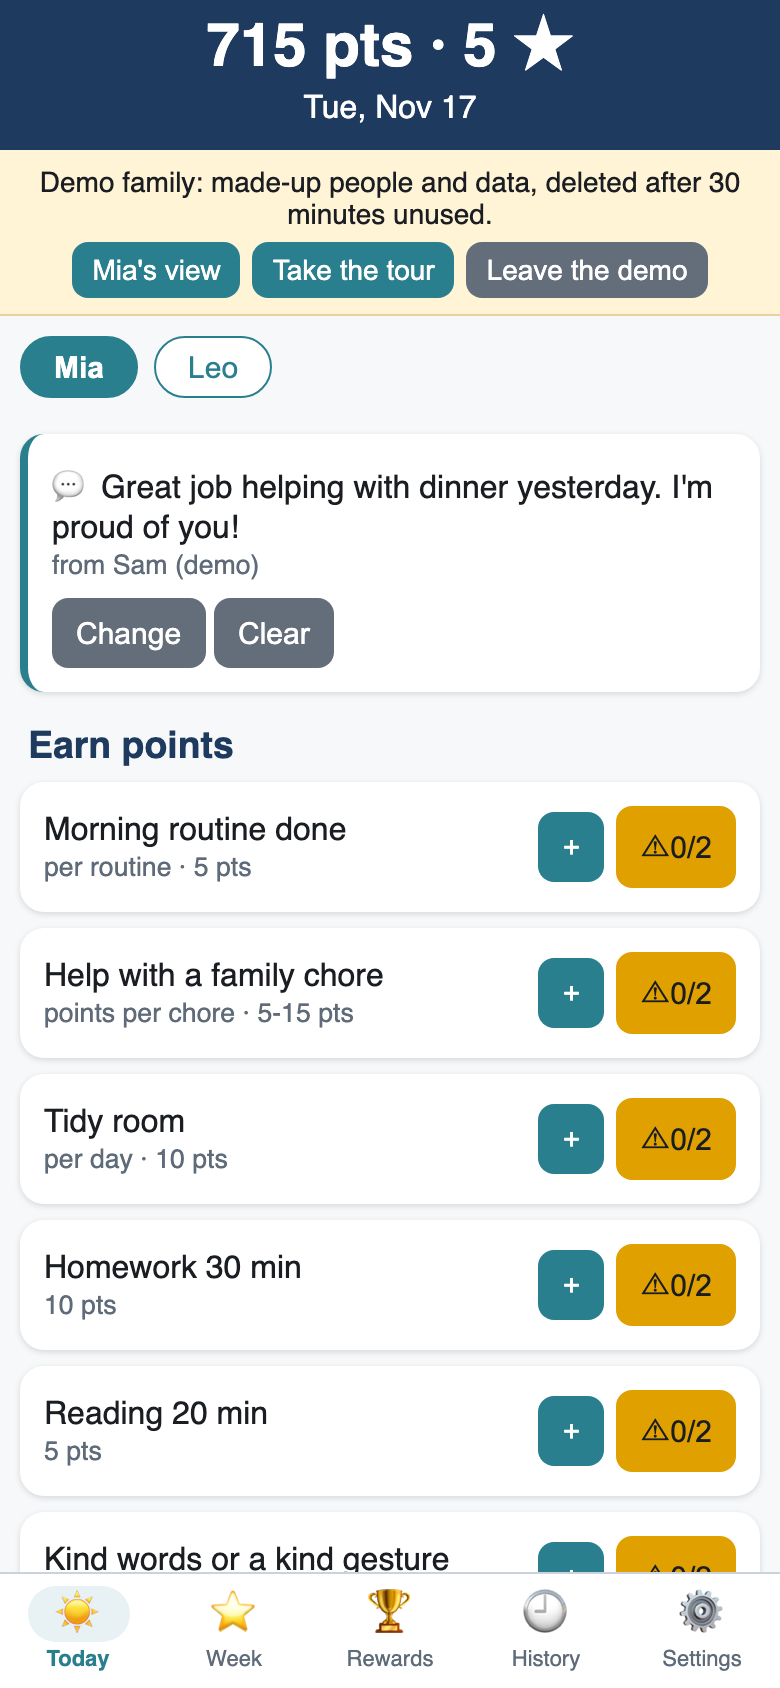 715 pts · 5 ★
Tue, Nov 17
Demo family: made-up people and data, deleted after 30
minutes unused.
Mia's view
Take the tour
Leave the demo
Mia
Leo
💬 Great job helping with dinner yesterday. I'm
proud of you!
from Sam (demo)
Change
Clear
Earn points
Morning routine done
per routine · 5 pts
+
⚠0/2
Help with a family chore
points per chore · 5-15 pts
+
⚠0/2
Tidy room
per day · 10 pts
+
⚠0/2
Homework 30 min
10 pts
+
⚠0/2
Reading 20 min
5 pts
+
⚠0/2
Kind words or a kind gesture
+
⚠0/2
Today
Week
Rewards
History
Settings